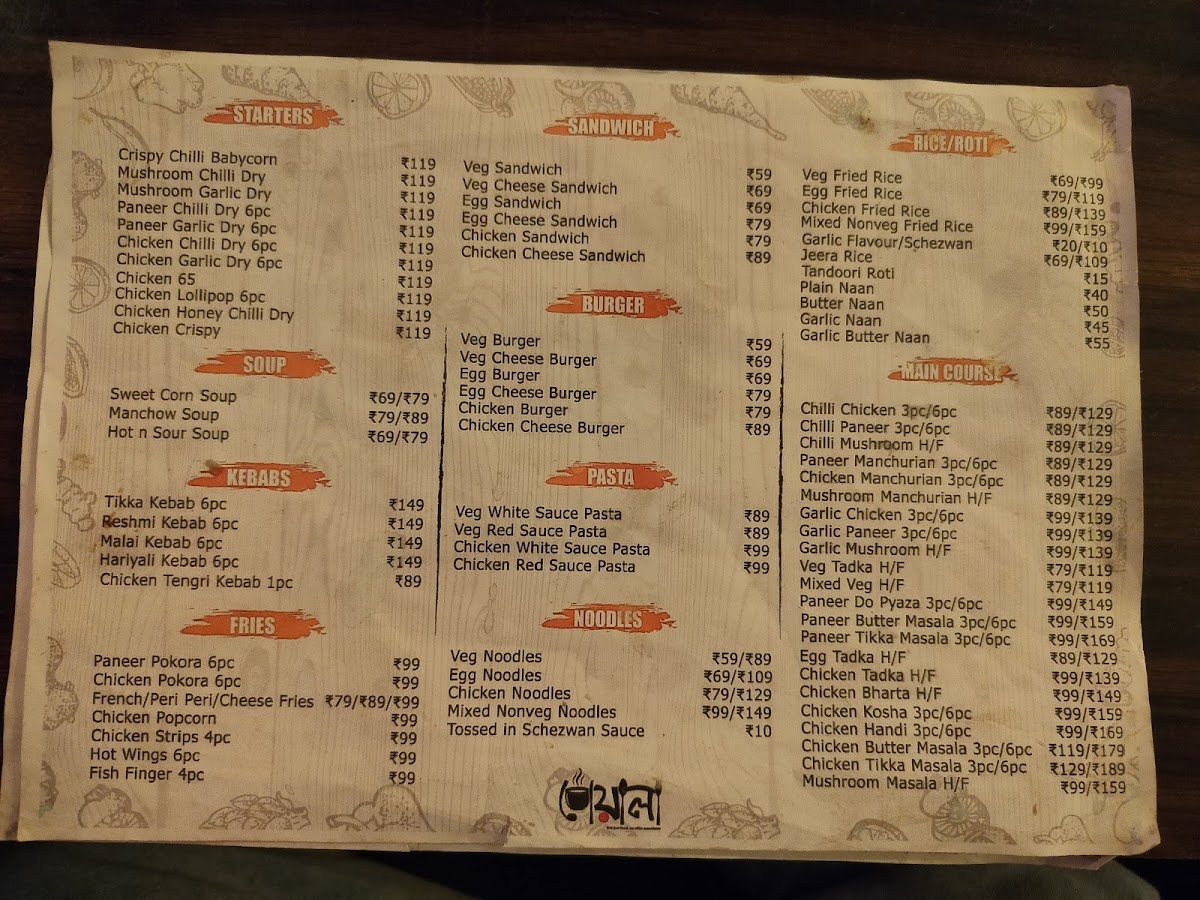 STARTERS
Crispy Chilli Babycorn ₹119
Mushroom Chilli Dry ₹119
Mushroom Garlic Dry ₹119
Paneer Chilli Dry 6pc ₹119
Paneer Garlic Dry 6pc ₹119
Chicken Chilli Dry 6pc ₹119
Chicken Garlic Dry 6pc ₹119
Chicken 65 ₹119
Chicken Lollipop 6pc ₹119
Chicken Honey Chilli Dry ₹119
Chicken Crispy ₹119
SOUP
Sweet Corn Soup ₹69/₹79
Manchow Soup ₹79/₹89
Hot n Sour Soup ₹69/₹79
KEBABS
Tikka Kebab 6pc ₹149
Reshmi Kebab 6pc ₹149
Malai Kebab 6pc ₹149
Hariyali Kebab 6pc ₹149
Chicken Tengri Kebab 1pc ₹89
FRIES
Paneer Pokora 6pc ₹99
Chicken Pokora 6pc ₹99
French/Peri Peri/Cheese Fries ₹79/₹89/₹99
Chicken Popcorn ₹99
Chicken Strips 4pc ₹99
Hot Wings 6pc ₹99
Fish Finger 4pc ₹99
SANDWICH
Veg Sandwich ₹59
Veg Cheese Sandwich ₹69
Egg Sandwich ₹69
Egg Cheese Sandwich ₹79
Chicken Sandwich ₹79
Chicken Cheese Sandwich ₹89
BURGER
Veg Burger ₹59
Veg Cheese Burger ₹69
Egg Burger ₹69
Egg Cheese Burger ₹79
Chicken Burger ₹79
Chicken Cheese Burger ₹89
PASTA
Veg White Sauce Pasta ₹89
Veg Red Sauce Pasta ₹89
Chicken White Sauce Pasta ₹99
Chicken Red Sauce Pasta ₹99
NOODLES
Veg Noodles ₹59/₹89
Egg Noodles ₹69/₹109
Chicken Noodles ₹79/₹129
Mixed Nonveg Noodles ₹99/₹149
Tossed in Schezwan Sauce ₹10
পেয়ালা
RICE/ROTI
Veg Fried Rice ₹69/₹99
Egg Fried Rice ₹79/₹119
Chicken Fried Rice ₹89/₹139
Mixed Nonveg Fried Rice ₹99/₹159
Garlic Flavour/Schezwan ₹20/₹10
Jeera Rice ₹69/₹109
Tandoori Roti ₹15
Plain Naan ₹40
Butter Naan ₹50
Garlic Naan ₹45
Garlic Butter Naan ₹55
MAIN COURSE
Chilli Chicken 3pc/6pc ₹89/₹129
Chilli Paneer 3pc/6pc ₹89/₹129
Chilli Mushroom H/F ₹89/₹129
Paneer Manchurian 3pc/6pc ₹89/₹129
Chicken Manchurian 3pc/6pc ₹89/₹129
Mushroom Manchurian H/F ₹89/₹129
Garlic Chicken 3pc/6pc ₹99/₹139
Garlic Paneer 3pc/6pc ₹99/₹139
Garlic Mushroom H/F ₹99/₹139
Veg Tadka H/F ₹79/₹119
Mixed Veg H/F ₹79/₹119
Paneer Do Pyaza 3pc/6pc ₹99/₹149
Paneer Butter Masala 3pc/6pc ₹99/₹159
Paneer Tikka Masala 3pc/6pc ₹99/₹169
Egg Tadka H/F ₹89/₹129
Chicken Tadka H/F ₹99/₹139
Chicken Bharta H/F ₹99/₹149
Chicken Kosha 3pc/6pc ₹99/₹159
Chicken Handi 3pc/6pc ₹99/₹169
Chicken Butter Masala 3pc/6pc ₹119/₹179
Chicken Tikka Masala 3pc/6pc ₹129/₹189
Mushroom Masala H/F ₹99/₹159